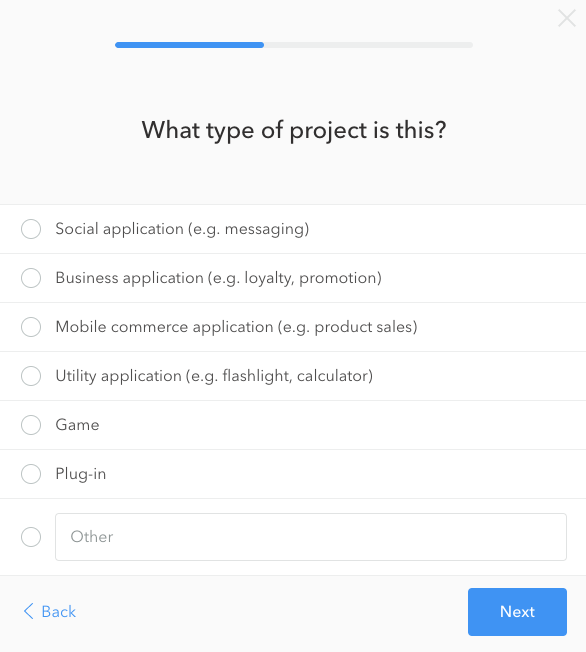 What type of project is this?
Social application (e.g. messaging)
Business application (e.g. loyalty, promotion)
Mobile commerce application (e.g. product sales)
Utility application (e.g. flashlight, calculator)
Game
Plug-in
Other
Back
Next